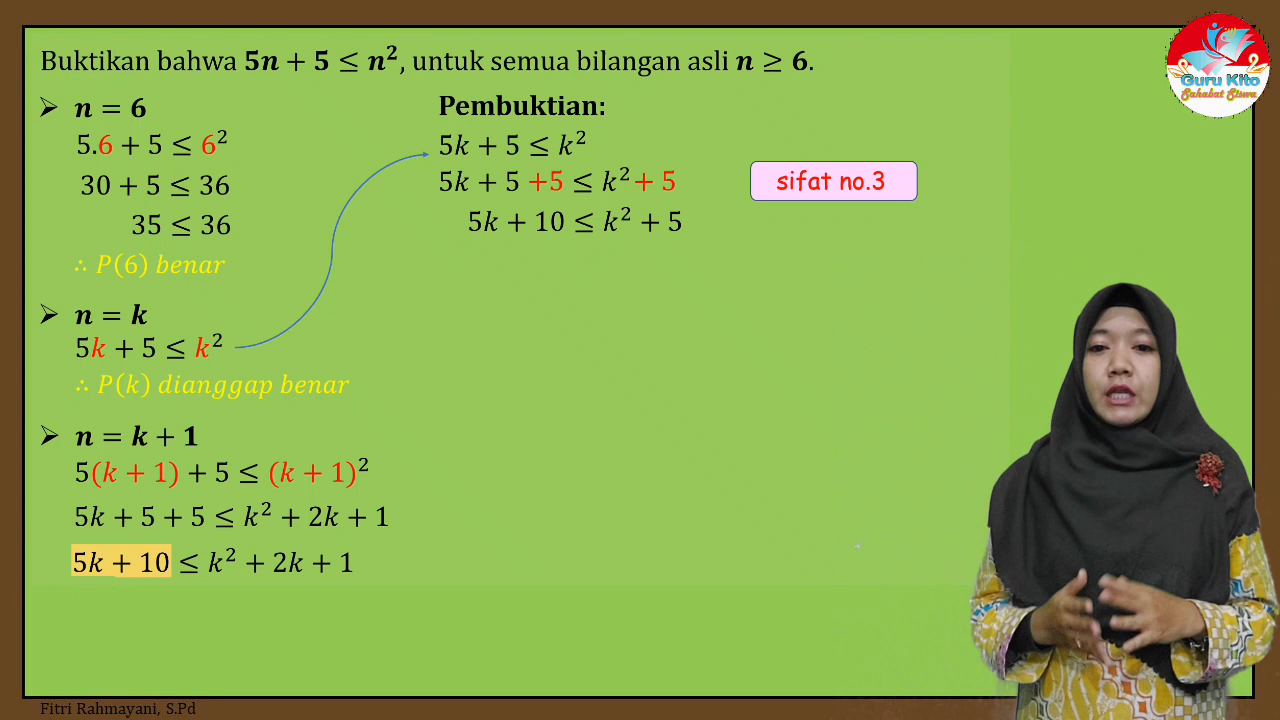 Buktikan bahwa 5n + 5 ≤ n², untuk semua bilangan asli n ≥ 6.
➢ n = 6
5.6 + 5 ≤ 6²
30 + 5 ≤ 36
35 ≤ 36
∴ P(6) benar
➢ n = k
5k + 5 ≤ k²
∴ P(k) dianggap benar
➢ n = k + 1
5(k + 1) + 5 ≤ (k + 1)²
5k + 5 + 5 ≤ k² + 2k + 1
5k + 10 ≤ k² + 2k + 1
Pembuktian:
5k + 5 ≤ k²
5k + 5 +5 ≤ k² + 5
5k + 10 ≤ k² + 5
sifat no.3
Guru Kito
Sahabat Siswa
Fitri Rahmayani, S.Pd